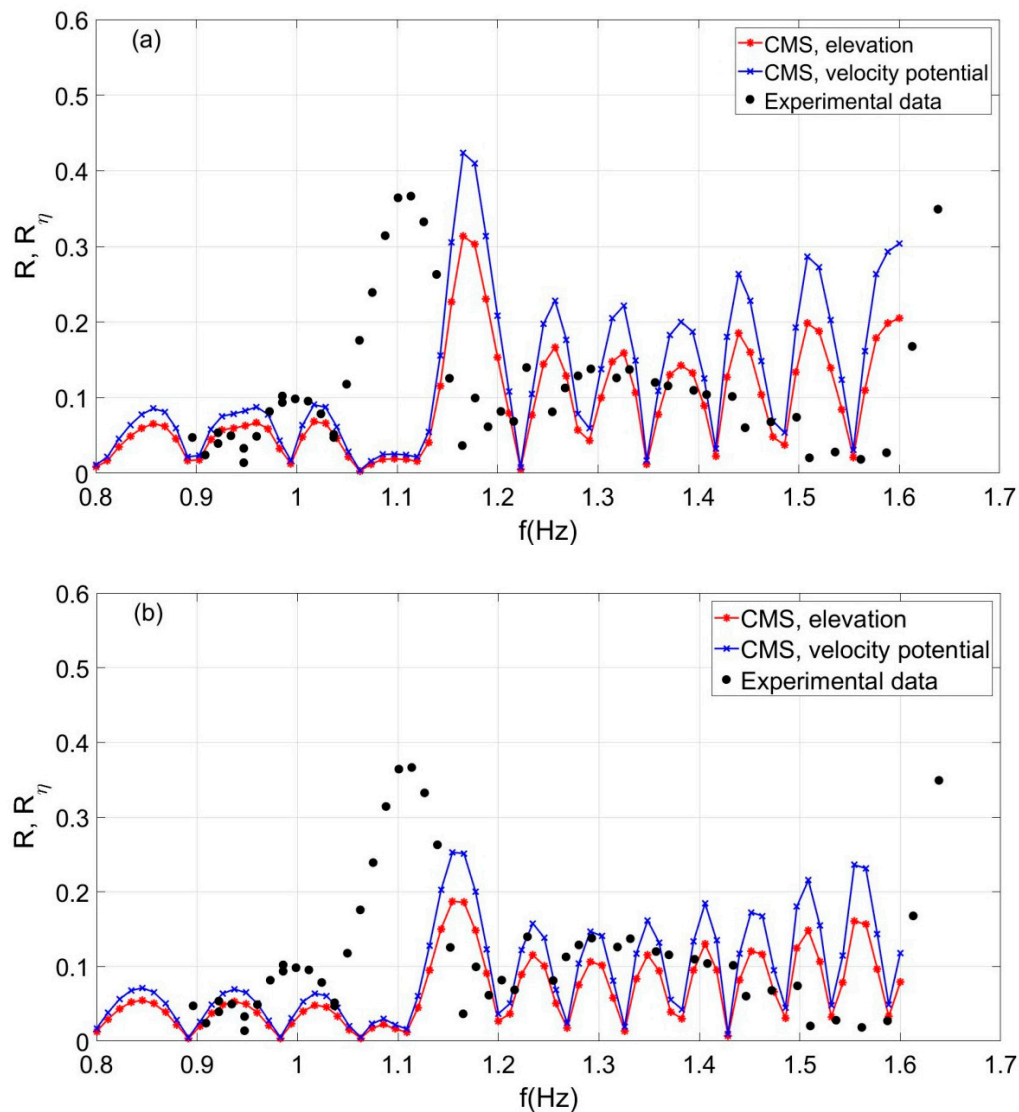 (a)
CMS, elevation
CMS, velocity potential
Experimental data
R, Rη
0.6
0.5
0.4
0.3
0.2
0.1
0
0.8 0.9 1 1.1 1.2 1.3 1.4 1.5 1.6 1.7
f(Hz)
(b)
CMS, elevation
CMS, velocity potential
Experimental data
R, Rη
0.6
0.5
0.4
0.3
0.2
0.1
0
0.8 0.9 1 1.1 1.2 1.3 1.4 1.5 1.6 1.7
f(Hz)